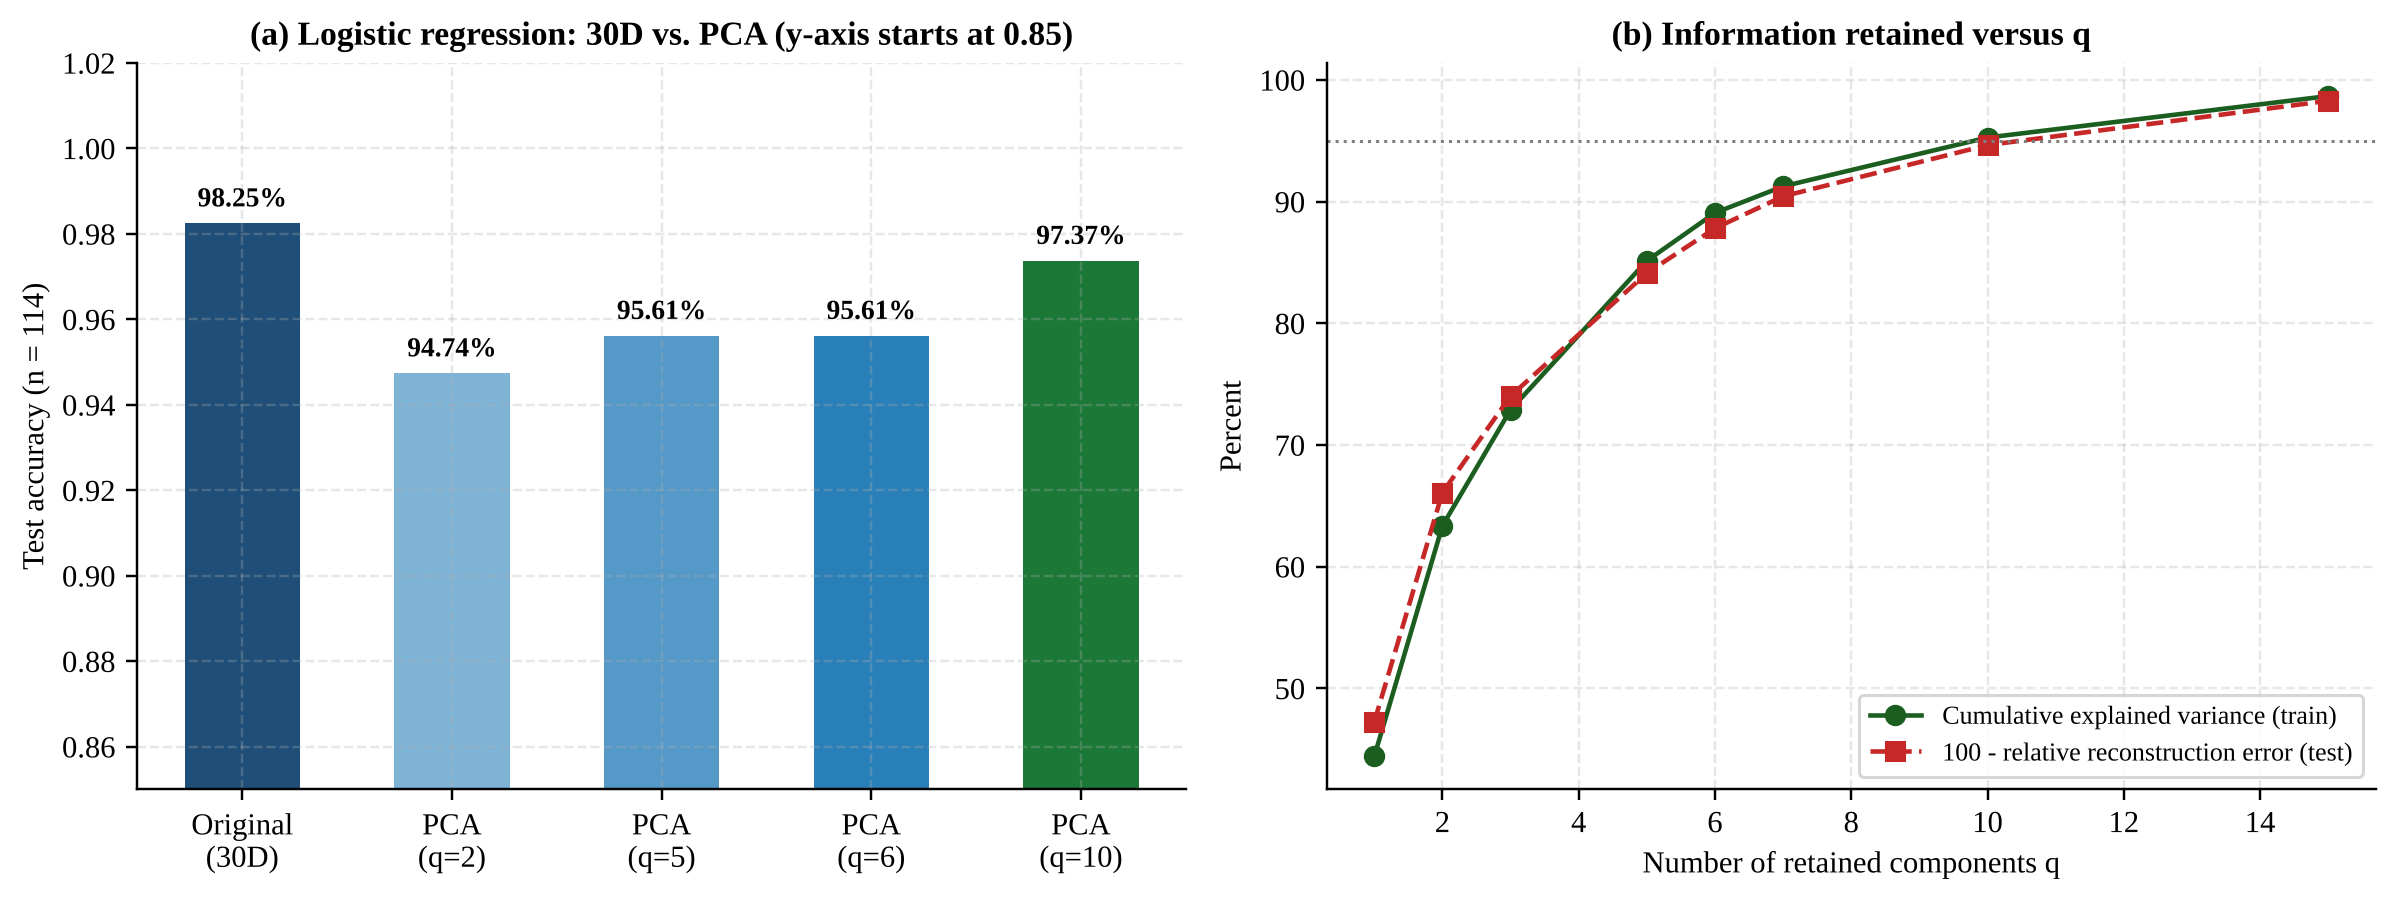 (a) Logistic regression: 30D vs. PCA (y-axis starts at 0.85)
Test accuracy (n = 114)
1.02
1.00
0.98
0.96
0.94
0.92
0.90
0.88
0.86
98.25%
94.74%
95.61%
95.61%
97.37%
Original
(30D)
PCA
(q=2)
PCA
(q=5)
PCA
(q=6)
PCA
(q=10)
(b) Information retained versus q
Percent
100
90
80
70
60
50
Cumulative explained variance (train)
100 - relative reconstruction error (test)
2
4
6
8
10
12
14
Number of retained components q